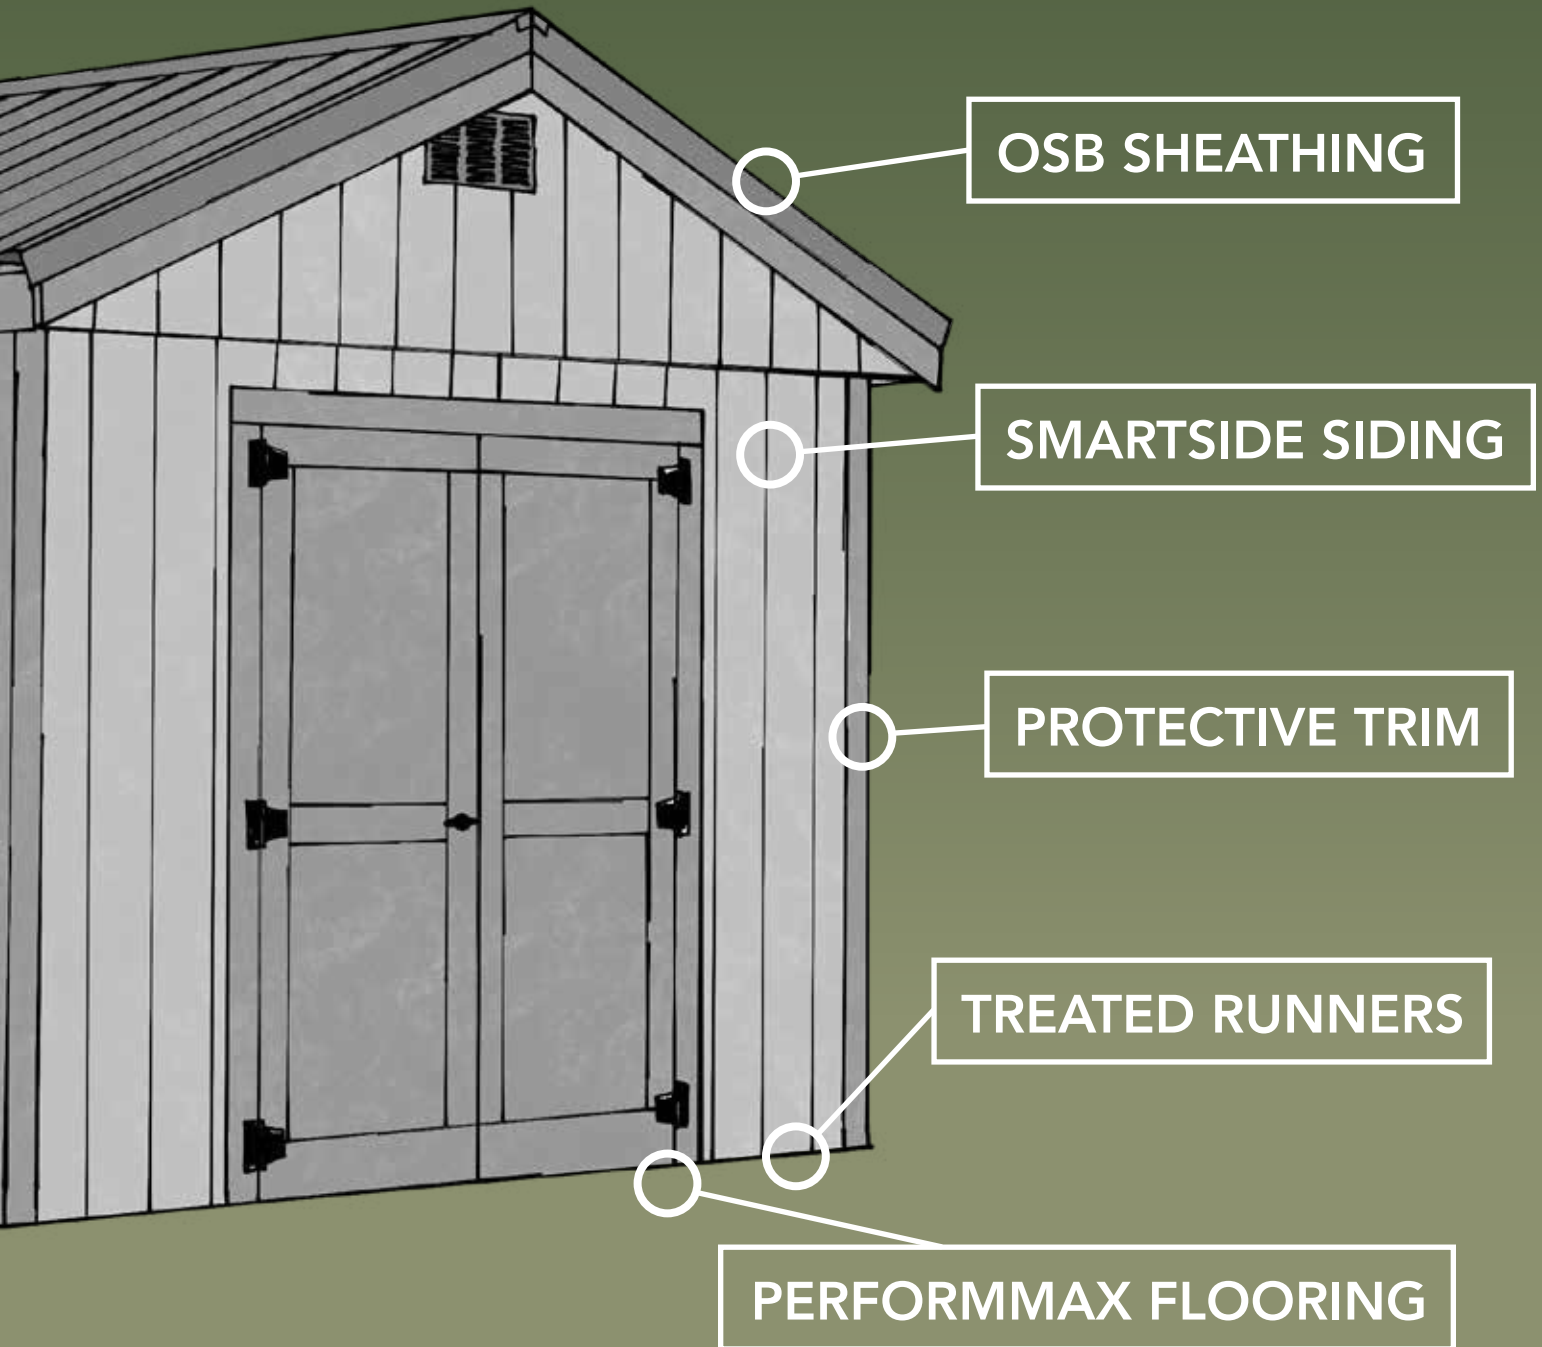 OSB SHEATHING
SMARTSIDE SIDING
PROTECTIVE TRIM
TREATED RUNNERS
PERFORMMAX FLOORING